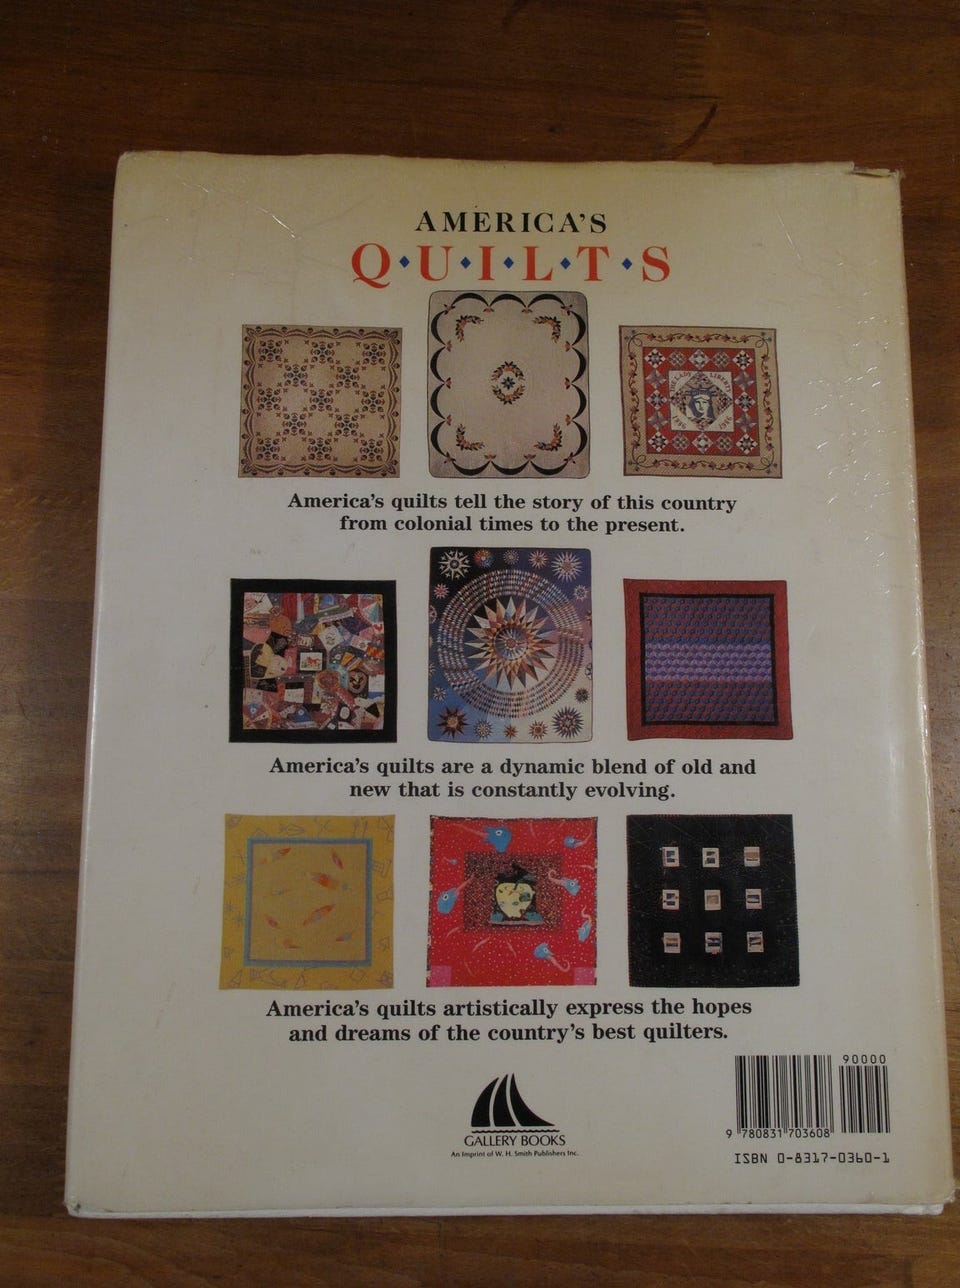 AMERICA'S
Q·U·I·L·T·S
America's quilts tell the story of this country
from colonial times to the present.
America's quilts are a dynamic blend of old and
new that is constantly evolving.
America's quilts artistically express the hopes
and dreams of the country's best quilters.
GALLERY BOOKS
An Imprint of W. H. Smith Publishers Inc.
90000
9 780831 703608
ISBN 0-8317-0360-1